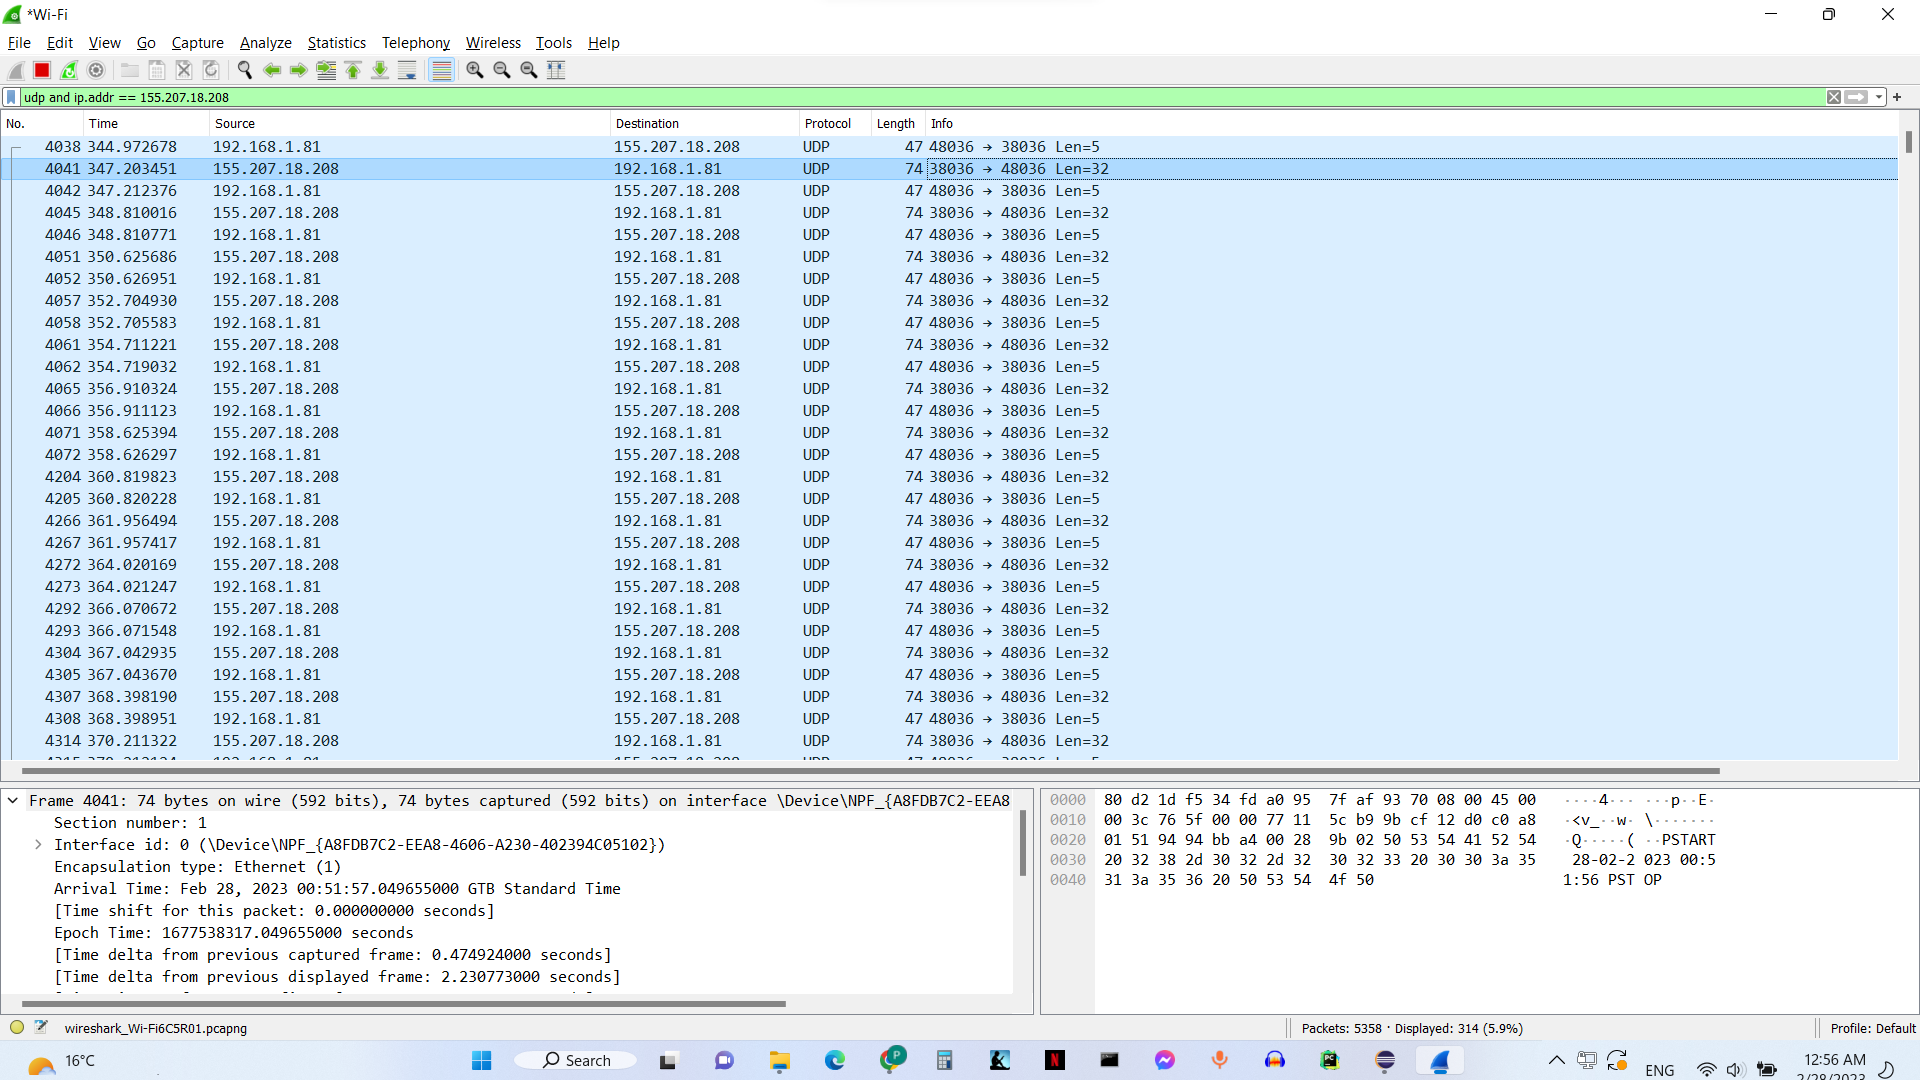 *Wi-Fi
File Edit View Go Capture Analyze Statistics Telephony Wireless Tools Help
udp and ip.addr == 155.207.18.208
No. Time Source Destination Protocol Length Info
4038 344.972678 192.168.1.81 155.207.18.208 UDP 47 48036 → 38036 Len=5
4041 347.203451 155.207.18.208 192.168.1.81 UDP 74 38036 → 48036 Len=32
4042 347.212376 192.168.1.81 155.207.18.208 UDP 47 48036 → 38036 Len=5
4045 348.810016 155.207.18.208 192.168.1.81 UDP 74 38036 → 48036 Len=32
4046 348.810771 192.168.1.81 155.207.18.208 UDP 47 48036 → 38036 Len=5
4051 350.625686 155.207.18.208 192.168.1.81 UDP 74 38036 → 48036 Len=32
4052 350.626951 192.168.1.81 155.207.18.208 UDP 47 48036 → 38036 Len=5
4057 352.704930 155.207.18.208 192.168.1.81 UDP 74 38036 → 48036 Len=32
4058 352.705583 192.168.1.81 155.207.18.208 UDP 47 48036 → 38036 Len=5
4061 354.711221 155.207.18.208 192.168.1.81 UDP 74 38036 → 48036 Len=32
4062 354.719032 192.168.1.81 155.207.18.208 UDP 47 48036 → 38036 Len=5
4065 356.910324 155.207.18.208 192.168.1.81 UDP 74 38036 → 48036 Len=32
4066 356.911123 192.168.1.81 155.207.18.208 UDP 47 48036 → 38036 Len=5
4071 358.625394 155.207.18.208 192.168.1.81 UDP 74 38036 → 48036 Len=32
4072 358.626297 192.168.1.81 155.207.18.208 UDP 47 48036 → 38036 Len=5
4204 360.819823 155.207.18.208 192.168.1.81 UDP 74 38036 → 48036 Len=32
4205 360.820228 192.168.1.81 155.207.18.208 UDP 47 48036 → 38036 Len=5
4266 361.956494 155.207.18.208 192.168.1.81 UDP 74 38036 → 48036 Len=32
4267 361.957417 192.168.1.81 155.207.18.208 UDP 47 48036 → 38036 Len=5
4272 364.020169 155.207.18.208 192.168.1.81 UDP 74 38036 → 48036 Len=32
4273 364.021247 192.168.1.81 155.207.18.208 UDP 47 48036 → 38036 Len=5
4292 366.070672 155.207.18.208 192.168.1.81 UDP 74 38036 → 48036 Len=32
4293 366.071548 192.168.1.81 155.207.18.208 UDP 47 48036 → 38036 Len=5
4304 367.042935 155.207.18.208 192.168.1.81 UDP 74 38036 → 48036 Len=32
4305 367.043670 192.168.1.81 155.207.18.208 UDP 47 48036 → 38036 Len=5
4307 368.398190 155.207.18.208 192.168.1.81 UDP 74 38036 → 48036 Len=32
4308 368.398951 192.168.1.81 155.207.18.208 UDP 47 48036 → 38036 Len=5
4314 370.211322 155.207.18.208 192.168.1.81 UDP 74 38036 → 48036 Len=32
Frame 4041: 74 bytes on wire (592 bits), 74 bytes captured (592 bits) on interface \Device\NPF_{A8FDB7C2-EEA8
Section number: 1
Interface id: 0 (\Device\NPF_{A8FDB7C2-EEA8-4606-A230-402394C05102})
Encapsulation type: Ethernet (1)
Arrival Time: Feb 28, 2023 00:51:57.049655000 GTB Standard Time
[Time shift for this packet: 0.000000000 seconds]
Epoch Time: 1677538317.049655000 seconds
[Time delta from previous captured frame: 0.474924000 seconds]
[Time delta from previous displayed frame: 2.230773000 seconds]
0000 80 d2 1d f5 34 fd a0 95 7f af 93 70 08 00 45 00 ····4··· ···p··E·
0010 00 3c 76 5f 00 00 77 11 5c b9 9b cf 12 d0 c0 a8 ·<v_··w· \·······
0020 01 51 94 94 bb a4 00 28 9b 02 50 53 54 41 52 54 ·Q·····( ··PSTART
0030 20 32 38 2d 30 32 2d 32 30 32 33 20 30 30 3a 35 28-02-2 023 00:5
0040 31 3a 35 36 20 50 53 54 4f 50 1:56 PST OP
wireshark_Wi-Fi6C5R01.pcapng Packets: 5358 · Displayed: 314 (5.9%) Profile: Default
16°C Search ENG 12:56 AM
2/28/2023